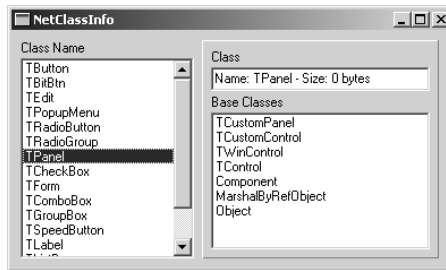 NetClassInfo
Class Name
TButton
TBitBtn
TEdit
TPopupMenu
TRadioButton
TRadioGroup
TPanel
TCheckBox
TForm
TComboBox
TGroupBox
TSpeedButton
TLabel
Class
Name: TPanel - Size: 0 bytes
Base Classes
TCustomPanel
TCustomControl
TWinControl
TControl
Component
MarshalByRefObject
Object